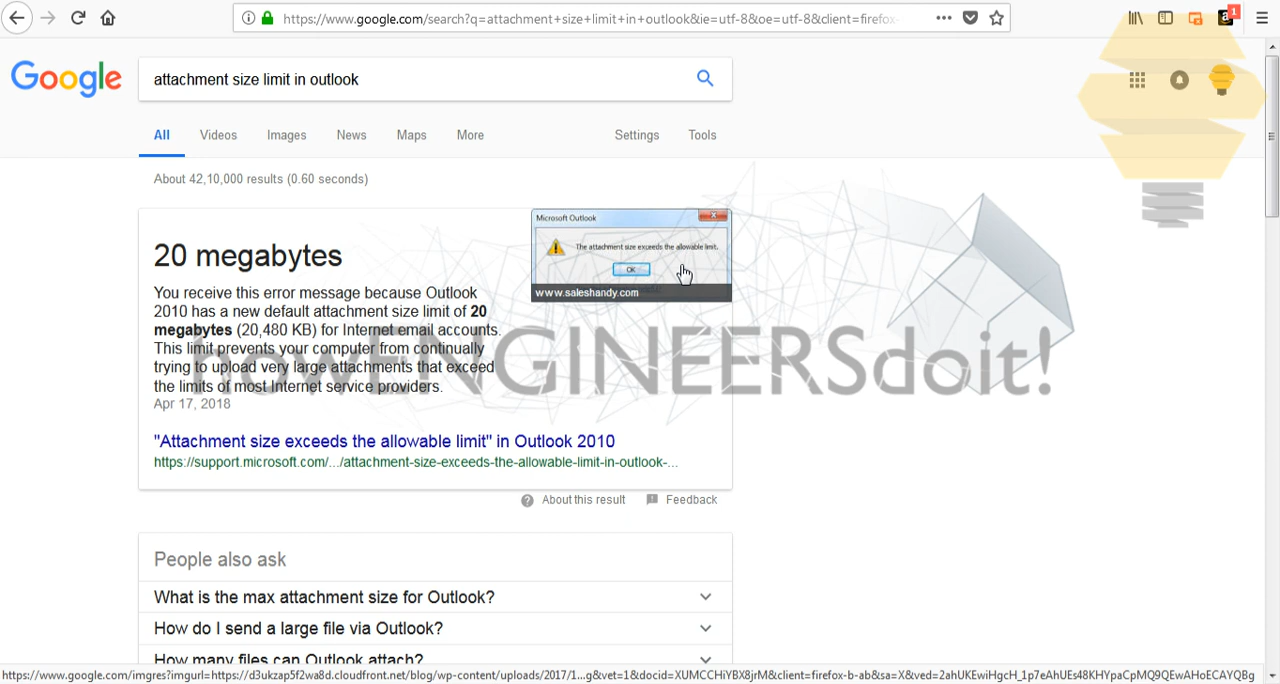 https://www.google.com/search?q=attachment+size+limit+in+outlook&ie=utf-8&oe=utf-8&client=firefox-
1
Google
attachment size limit in outlook
All Videos Images News Maps More Settings Tools
About 42,10,000 results (0.60 seconds)
20 megabytes
You receive this error message because Outlook
2010 has a new default attachment size limit of 20
megabytes (20,480 KB) for Internet email accounts.
This limit prevents your computer from continually
trying to upload very large attachments that exceed
the limits of most Internet service providers.
Apr 17, 2018
Microsoft Outlook
The attachment size exceeds the allowable limit.
OK
www.saleshandy.com
howENGINEERSdoit!
"Attachment size exceeds the allowable limit" in Outlook 2010
https://support.microsoft.com/.../attachment-size-exceeds-the-allowable-limit-in-outlook-...
About this result Feedback
People also ask
What is the max attachment size for Outlook?
How do I send a large file via Outlook?
How many files can Outlook attach?
https://www.google.com/imgres?imgurl=https://d3ukzap5f2wa8d.cloudfront.net/blog/wp-content/uploads/2017/1...g&vet=1&docid=XUMCCHiYBX8jrM&client=firefox-b-ab&sa=X&ved=2ahUKEwiHgcH_1p7eAhUEs48KHYpaCpMQ9QEwAHoECAYQBg